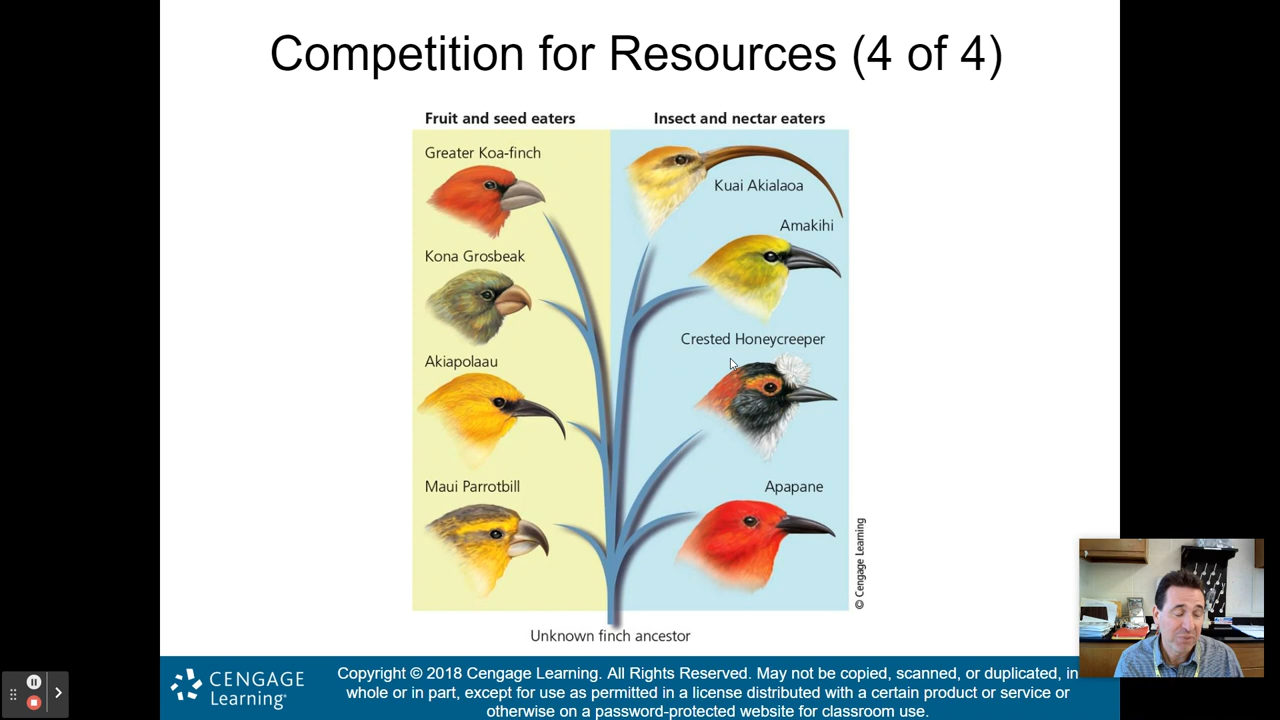 Competition for Resources (4 of 4)
Fruit and seed eaters
Insect and nectar eaters
Greater Koa-finch
Kuai Akialaoa
Amakihi
Kona Grosbeak
Crested Honeycreeper
Akiapolaau
Maui Parrotbill
Apapane
© Cengage Learning
Unknown finch ancestor
CENGAGE
Learning®
Copyright © 2018 Cengage Learning. All Rights Reserved. May not be copied, scanned, or duplicated, in
whole or in part, except for use as permitted in a license distributed with a certain product or service or
otherwise on a password-protected website for classroom use.